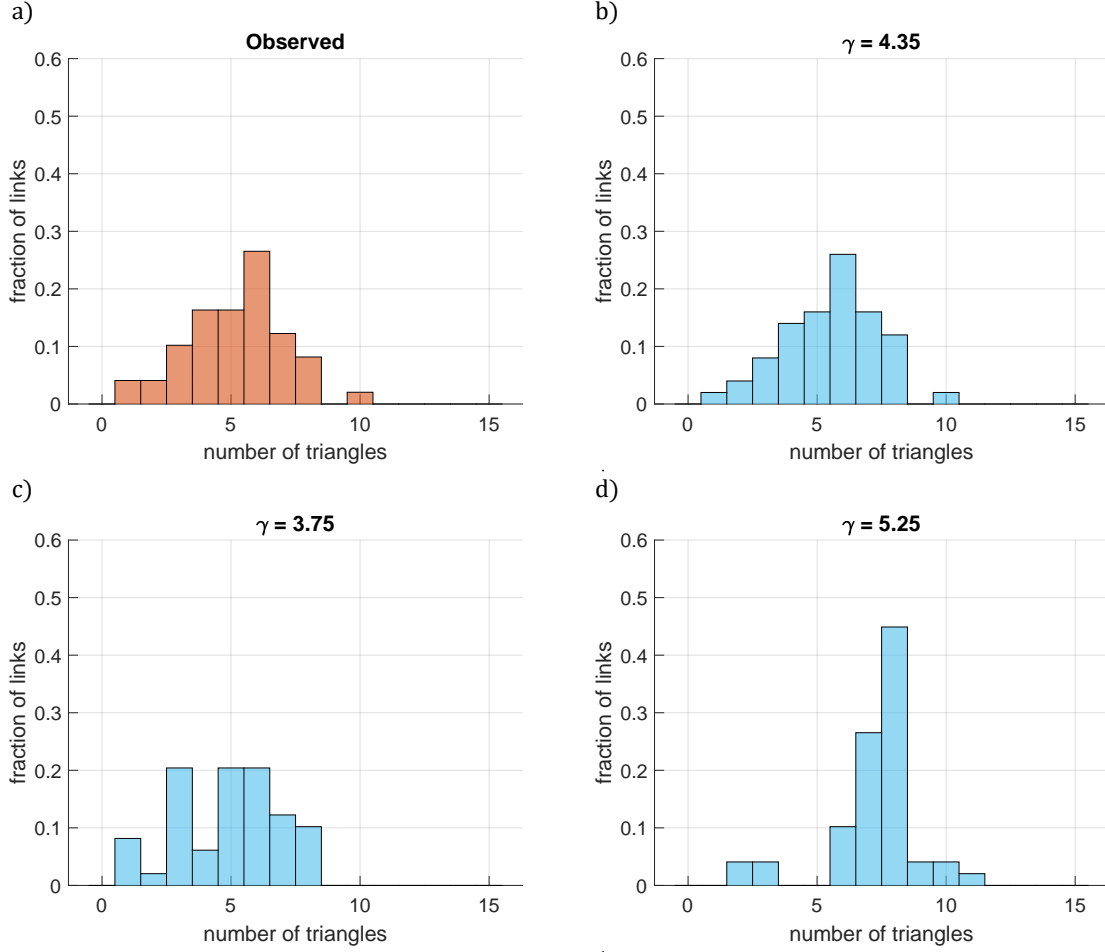 a)
Observed
0.6
0.5
0.4
0.3
0.2
0.1
0
fraction of links
0 5 10 15
number of triangles
b)
γ = 4.35
0.6
0.5
0.4
0.3
0.2
0.1
0
fraction of links
0 5 10 15
number of triangles
c)
γ = 3.75
0.6
0.5
0.4
0.3
0.2
0.1
0
fraction of links
0 5 10 15
number of triangles
d)
γ = 5.25
0.6
0.5
0.4
0.3
0.2
0.1
0
fraction of links
0 5 10 15
number of triangles